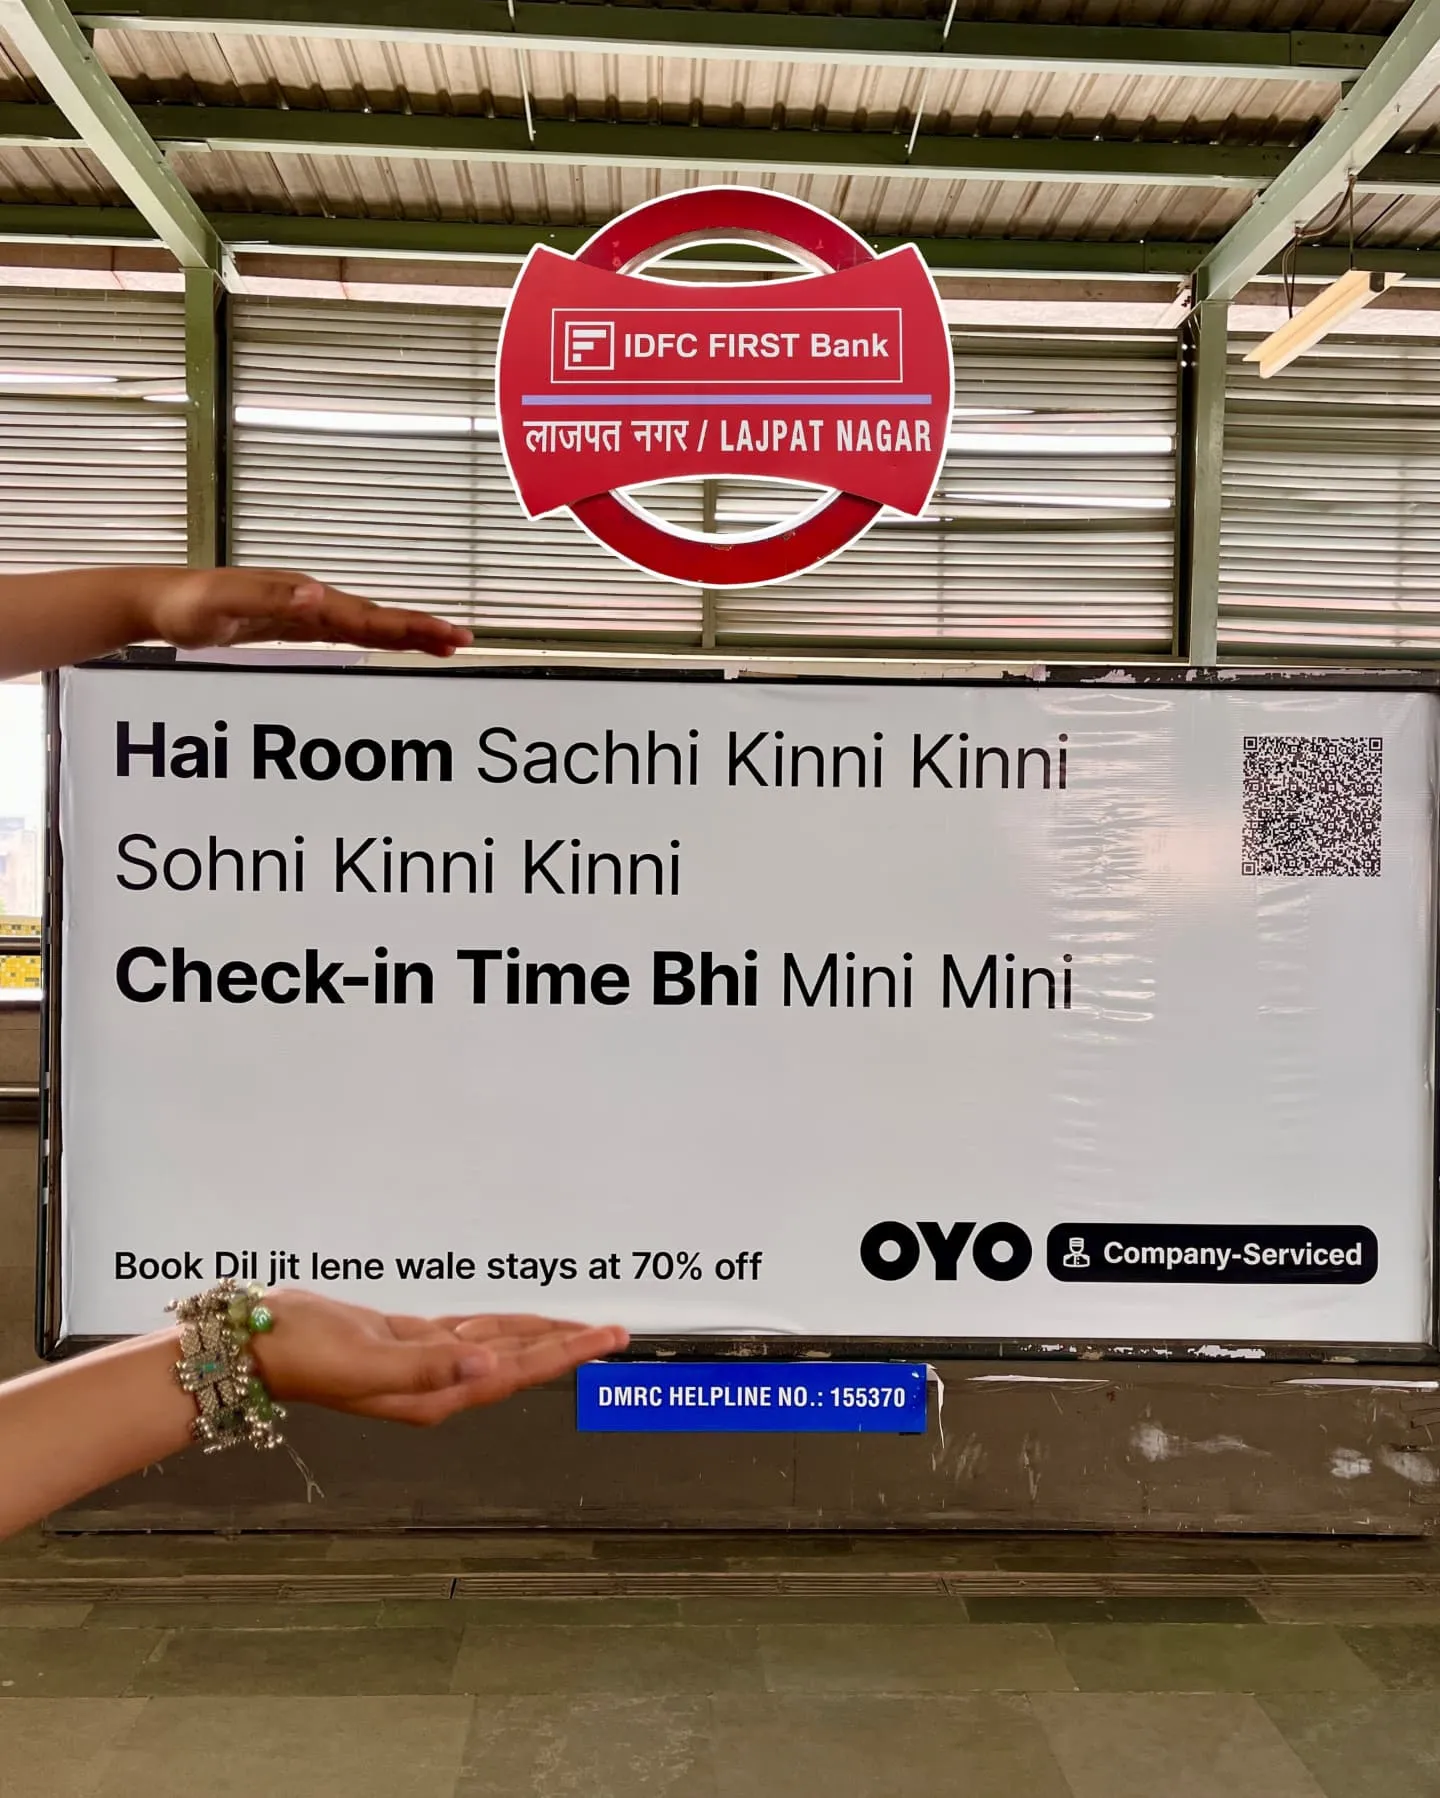 IDFC FIRST Bank
लाजपत नगर / LAJPAT NAGAR
Hai Room Sachhi Kinni Kinni
Sohni Kinni Kinni
Check-in Time Bhi Mini Mini
Book Dil jit lene wale stays at 70% off
OYO Company-Serviced
DMRC HELPLINE NO.: 155370